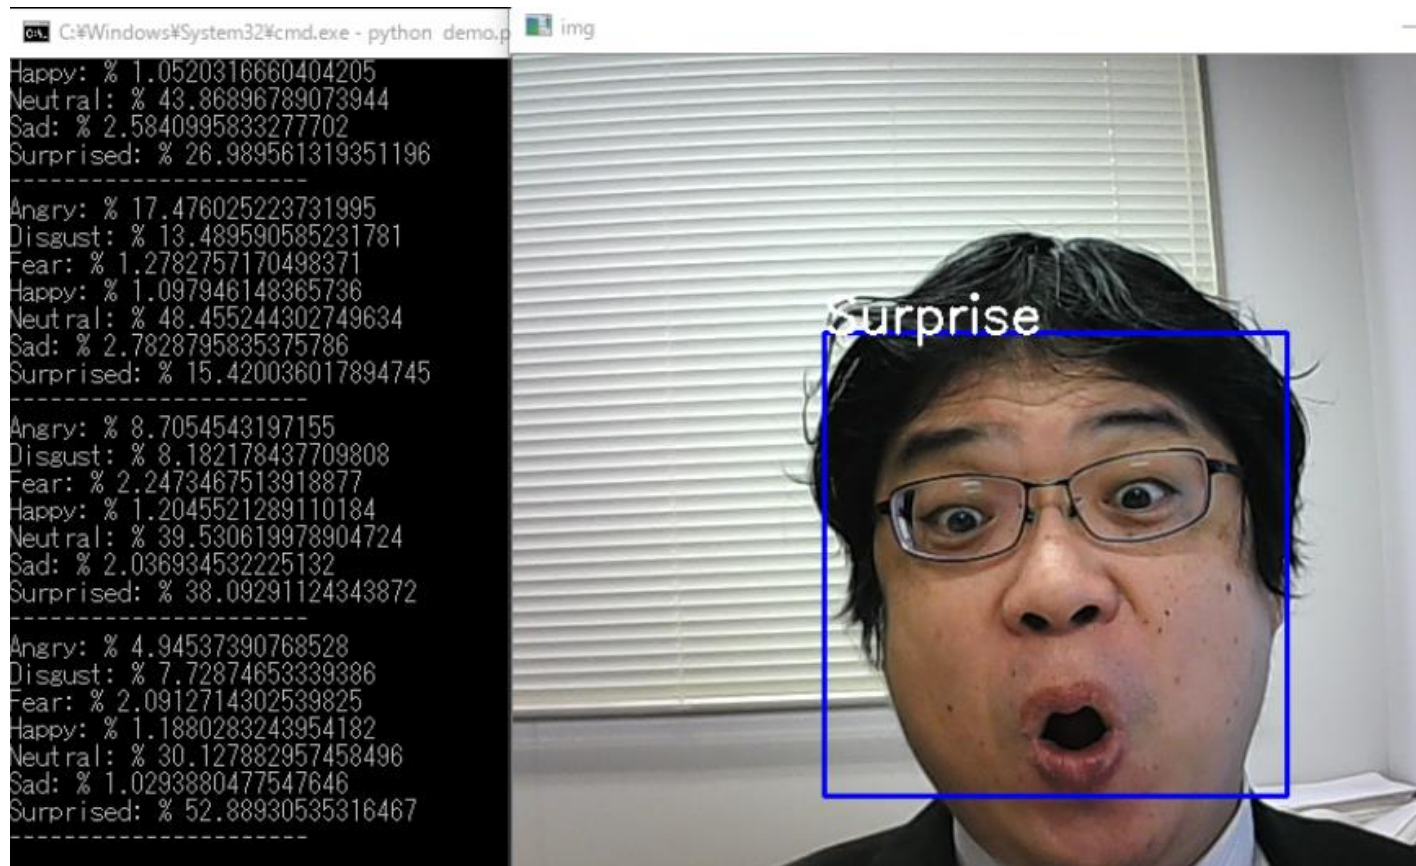 C:¥Windows¥System32¥cmd.exe - python demo.p
Happy: % 1.0520316660404205
Neutral: % 43.86896789073944
Sad: % 2.5840995833277702
Surprised: % 26.989561319351196
----------------------
Angry: % 17.476025223731995
Disgust: % 13.489590585231781
Fear: % 1.2782757170498371
Happy: % 1.097946148365736
Neutral: % 48.455244302749634
Sad: % 2.7828795835375786
Surprised: % 15.420036017894745
----------------------
Angry: % 8.7054543197155
Disgust: % 8.182178437709808
Fear: % 2.2473467513918877
Happy: % 1.2045521289110184
Neutral: % 39.530619978904724
Sad: % 2.036934532225132
Surprised: % 38.09291124343872
----------------------
Angry: % 4.94537390768528
Disgust: % 7.728746533393​86
Fear: % 2.0912714302539825
Happy: % 1.1880283243954182
Neutral: % 30.127882957458496
Sad: % 1.0293880477547646
Surprised: % 52.88930535316467
----------------------
img
Surprise